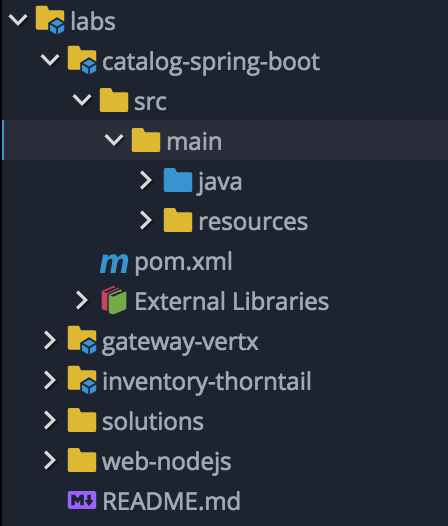 labs
catalog-spring-boot
src
main
java
resources
m pom.xml
External Libraries
gateway-vertx
inventory-thorntail
solutions
web-nodejs
M README.md